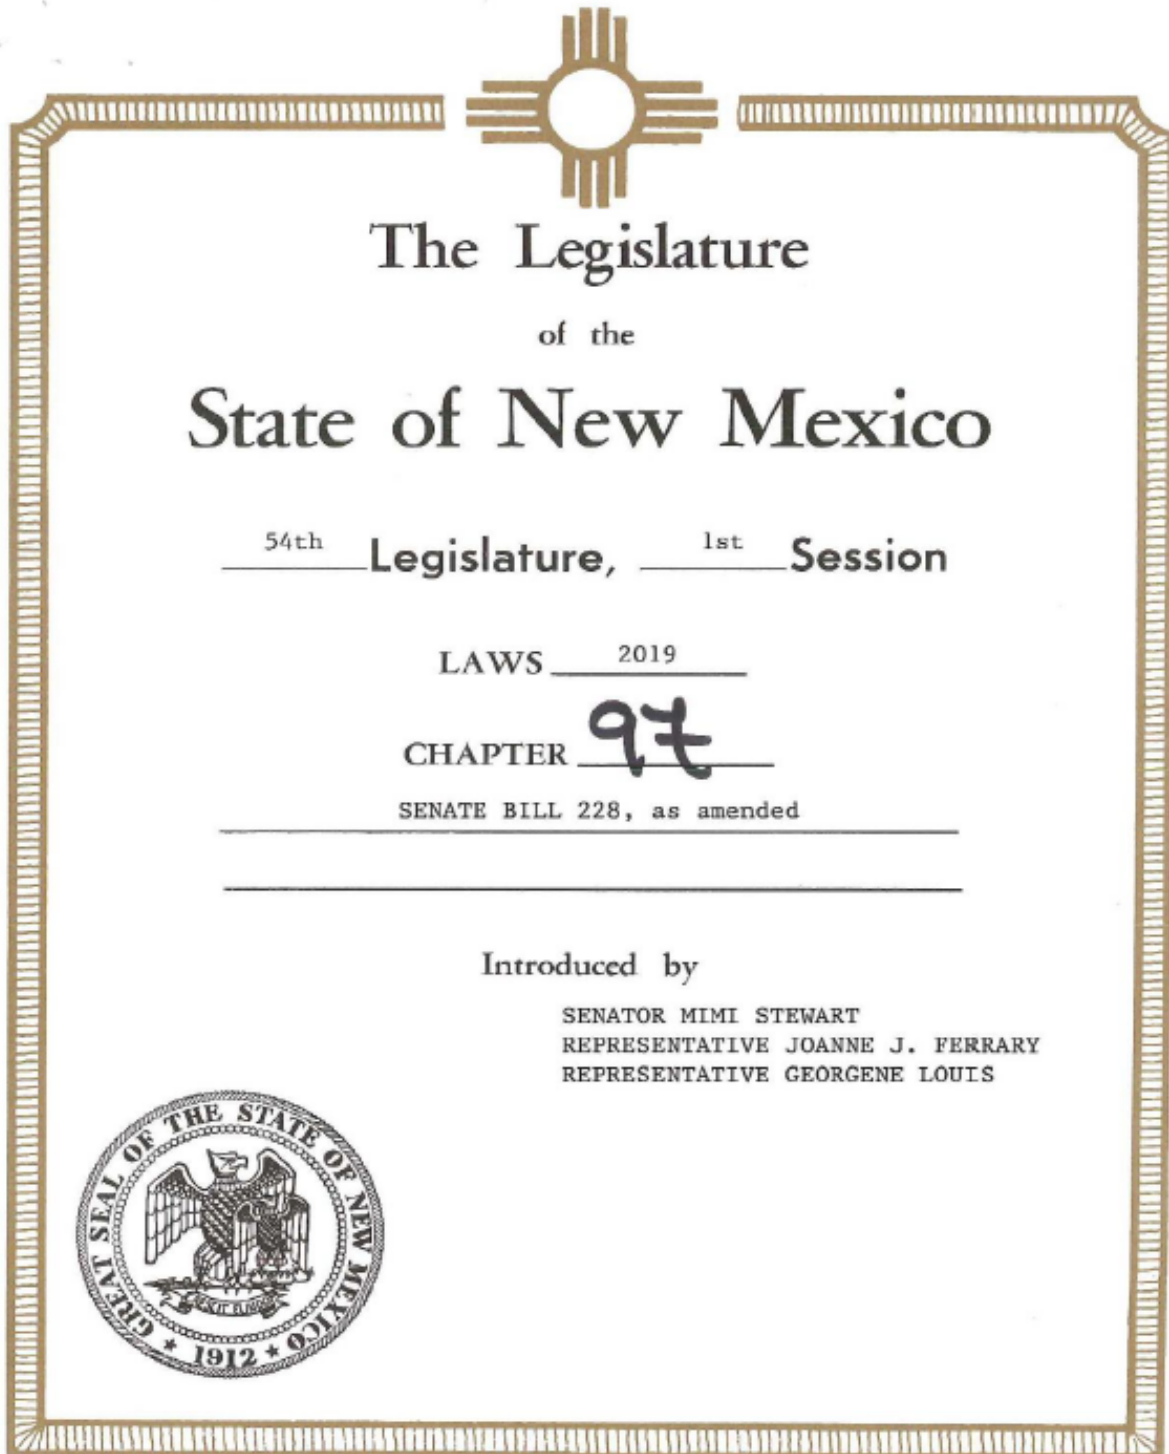 The Legislature
of the
State of New Mexico
54th Legislature, 1st Session
LAWS 2019
CHAPTER 97
SENATE BILL 228, as amended
Introduced by
SENATOR MIMI STEWART
REPRESENTATIVE JOANNE J. FERRARY
REPRESENTATIVE GEORGENE LOUIS
GREAT SEAL OF THE STATE OF NEW MEXICO
1912